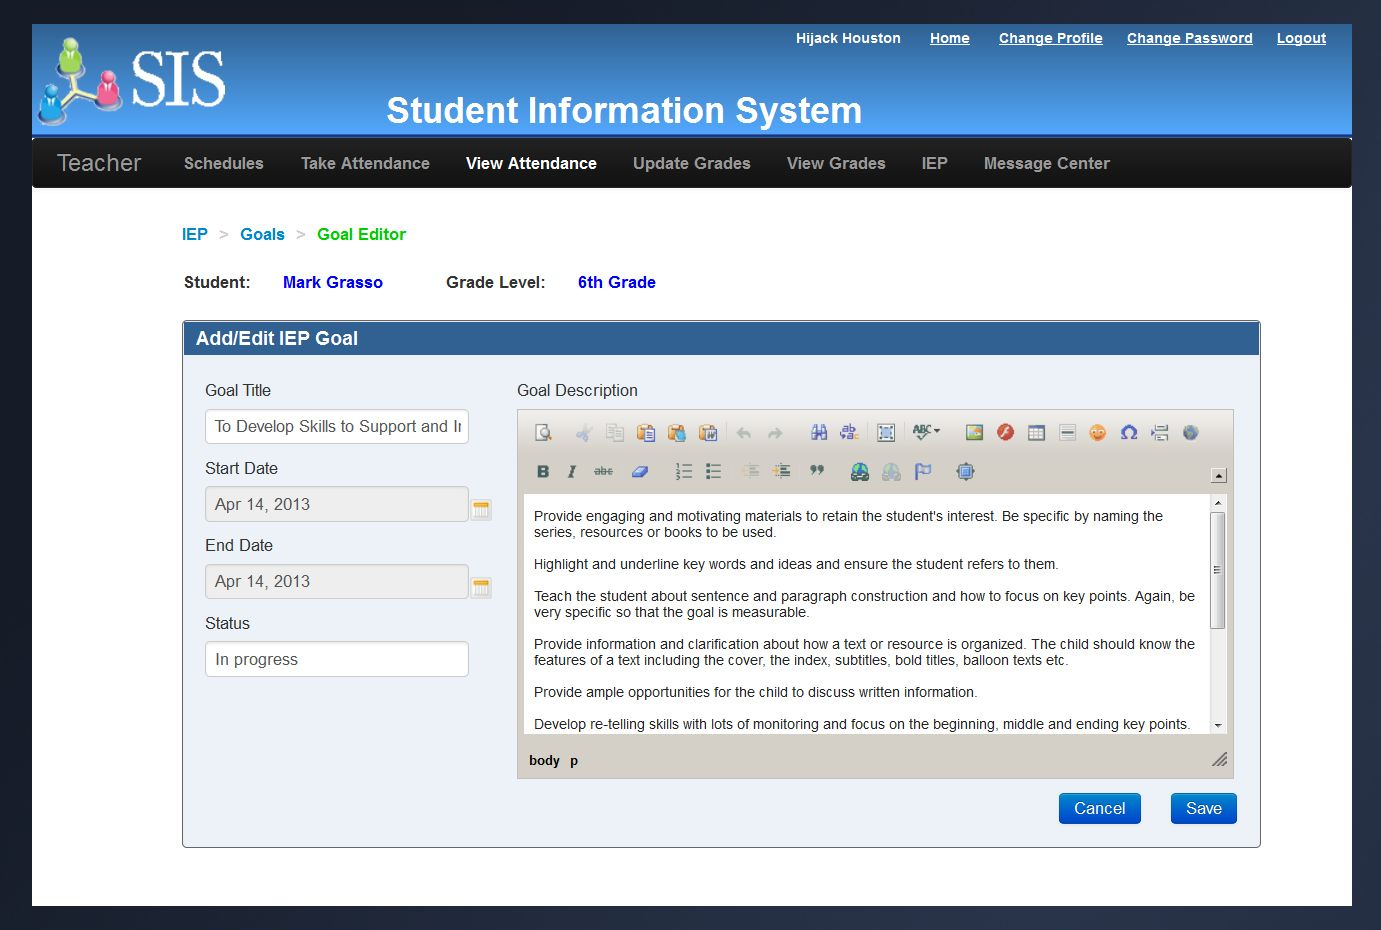 Hijack Houston Home Change Profile Change Password Logout
SIS
Student Information System
Teacher Schedules Take Attendance View Attendance Update Grades View Grades IEP Message Center
IEP > Goals > Goal Editor
Student: Mark Grasso Grade Level: 6th Grade
Add/Edit IEP Goal
Goal Title
To Develop Skills to Support and Ir
Start Date
Apr 14, 2013
End Date
Apr 14, 2013
Status
In progress
Goal Description
ABC
B I abc
Provide engaging and motivating materials to retain the student's interest. Be specific by naming the
series, resources or books to be used.
Highlight and underline key words and ideas and ensure the student refers to them.
Teach the student about sentence and paragraph construction and how to focus on key points. Again, be
very specific so that the goal is measurable.
Provide information and clarification about how a text or resource is organized. The child should know the
features of a text including the cover, the index, subtitles, bold titles, balloon texts etc.
Provide ample opportunities for the child to discuss written information.
Develop re-telling skills with lots of monitoring and focus on the beginning, middle and ending key points.
body p
Cancel Save